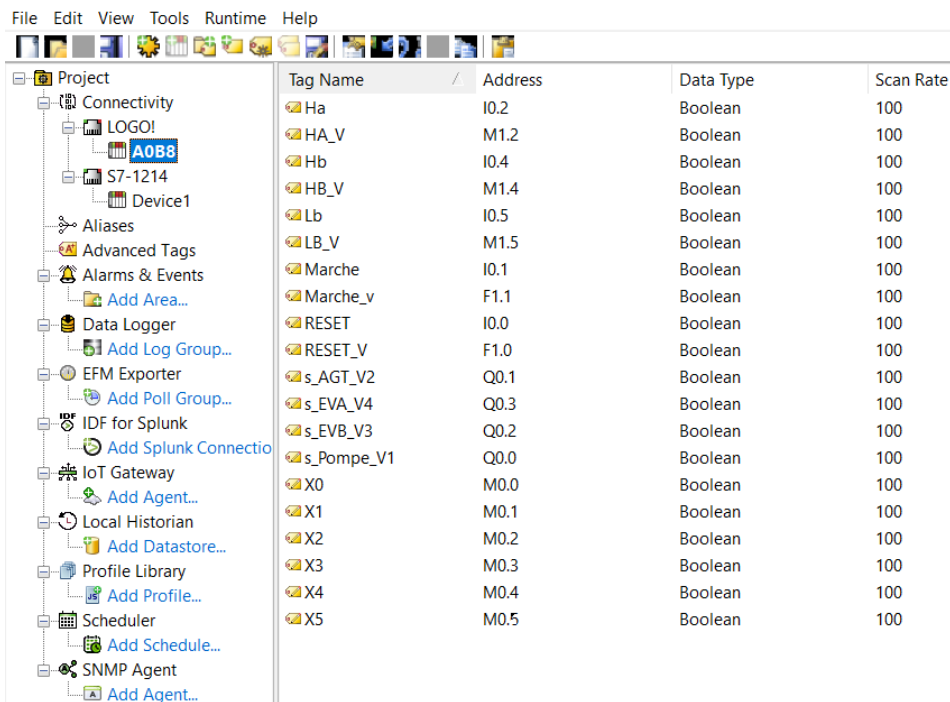 File Edit View Tools Runtime Help
Project
Connectivity
LOGO!
A0B8
S7-1214
Device1
Aliases
Advanced Tags
Alarms & Events
Add Area...
Data Logger
Add Log Group...
EFM Exporter
Add Poll Group...
IDF for Splunk
Add Splunk Connectio
IoT Gateway
Add Agent...
Local Historian
Add Datastore...
Profile Library
Add Profile...
Scheduler
Add Schedule...
SNMP Agent
Add Agent...
Tag Name Address Data Type Scan Rate
Ha I0.2 Boolean 100
HA_V M1.2 Boolean 100
Hb I0.4 Boolean 100
HB_V M1.4 Boolean 100
Lb I0.5 Boolean 100
LB_V M1.5 Boolean 100
Marche I0.1 Boolean 100
Marche_v F1.1 Boolean 100
RESET I0.0 Boolean 100
RESET_V F1.0 Boolean 100
s_AGT_V2 Q0.1 Boolean 100
s_EVA_V4 Q0.3 Boolean 100
s_EVB_V3 Q0.2 Boolean 100
s_Pompe_V1 Q0.0 Boolean 100
X0 M0.0 Boolean 100
X1 M0.1 Boolean 100
X2 M0.2 Boolean 100
X3 M0.3 Boolean 100
X4 M0.4 Boolean 100
X5 M0.5 Boolean 100